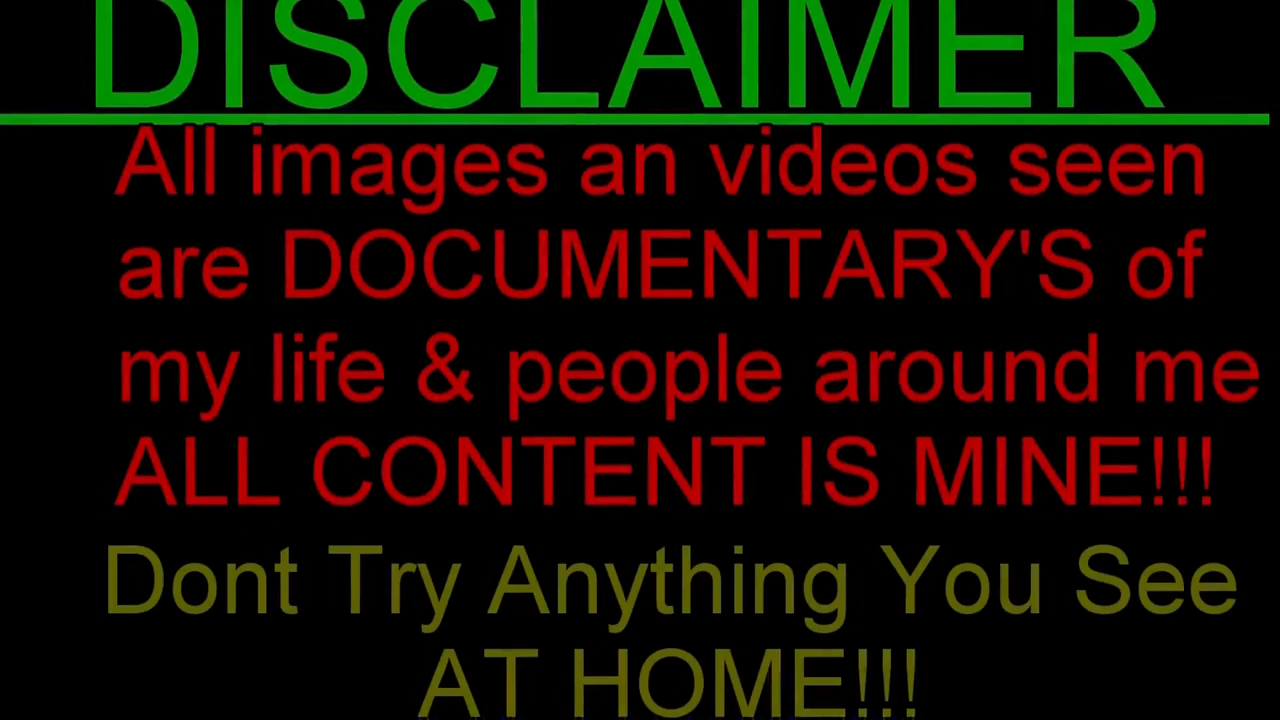 DISCLAIMER
All images an videos seen
are DOCUMENTARY'S of
my life & people around me
ALL CONTENT IS MINE!!!
Dont Try Anything You See
AT HOME!!!